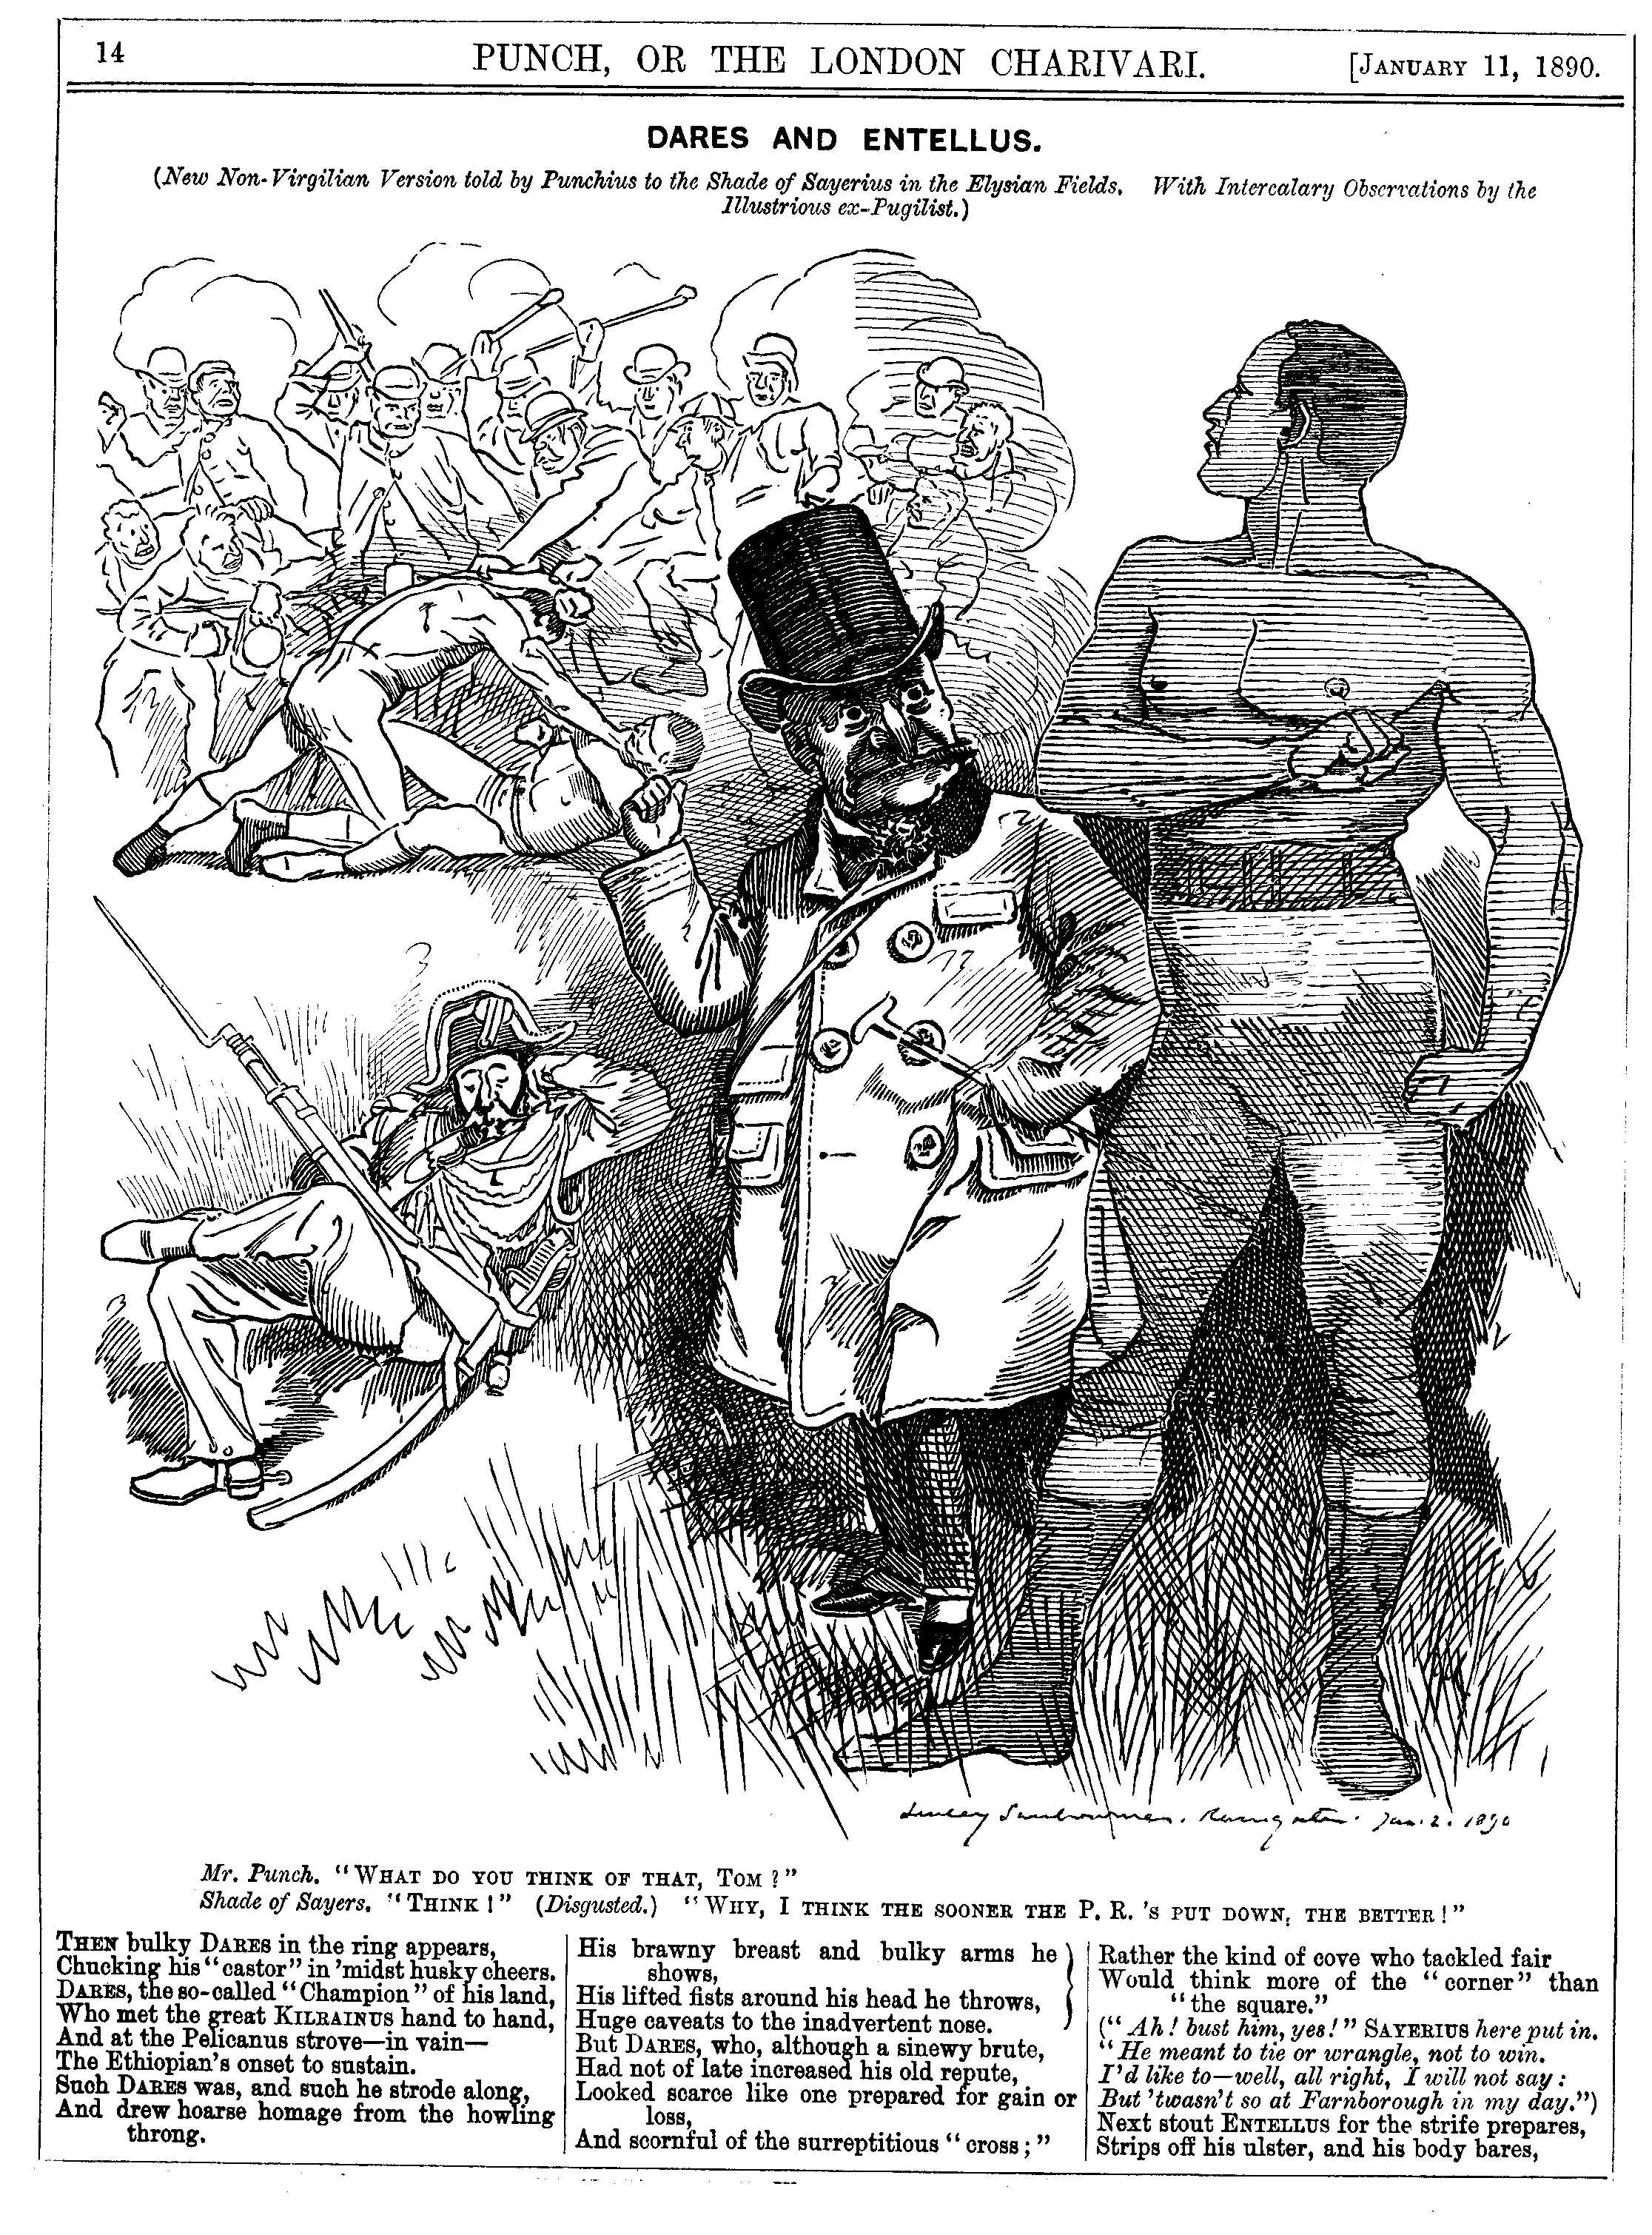 14
PUNCH, OR THE LONDON CHARIVARI.
[JANUARY 11, 1890.
DARES AND ENTELLUS.
(New Non-Virgilian Version told by Punchius to the Shade of Sayerius in the Elysian Fields. With Intercalary Observations by the
Illustrious ex-Pugilist.)
Linley Sambourne. Ramsgate. Jan. 2. 1890
Mr. Punch. "WHAT DO YOU THINK OF THAT, TOM?"
Shade of Sayers. "THINK!" (Disgusted.) "WHY, I THINK THE SOONER THE P. R.'S PUT DOWN, THE BETTER!"
THEN bulky DARES in the ring appears,
Chucking his "castor" in 'midst husky cheers.
DARES, the so-called "Champion" of his land,
Who met the great KILRAINUS hand to hand,
And at the Pelicanus strove—in vain—
The Ethiopian's onset to sustain.
Such DARES was, and such he strode along,
And drew hoarse homage from the howling
throng.
His brawny breast and bulky arms he
shows,
His lifted fists around his head he throws,
Huge caveats to the inadvertent nose.
But DARES, who, although a sinewy brute,
Had not of late increased his old repute,
Looked scarce like one prepared for gain or
loss,
And scornful of the surreptitious "cross;"
Rather the kind of cove who tackled fair
Would think more of the "corner" than
"the square."
("Ah! bust him, yes!" SAYERIUS here put in.
"He meant to tie or wrangle, not to win.
I'd like to—well, all right, I will not say:
But 'twasn't so at Farnborough in my day.")
Next stout ENTELLUS for the strife prepares,
Strips off his ulster, and his body bares,